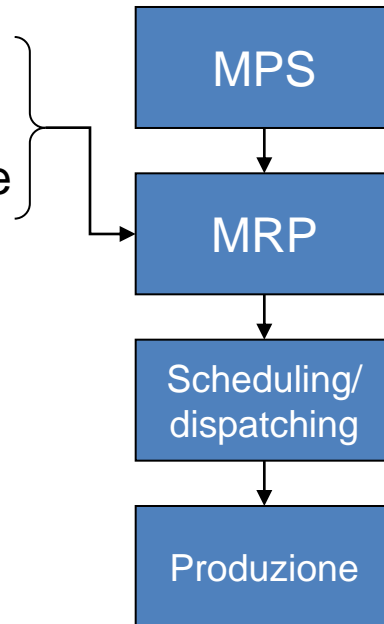 MPS
e
MRP
Scheduling/
dispatching
Produzione